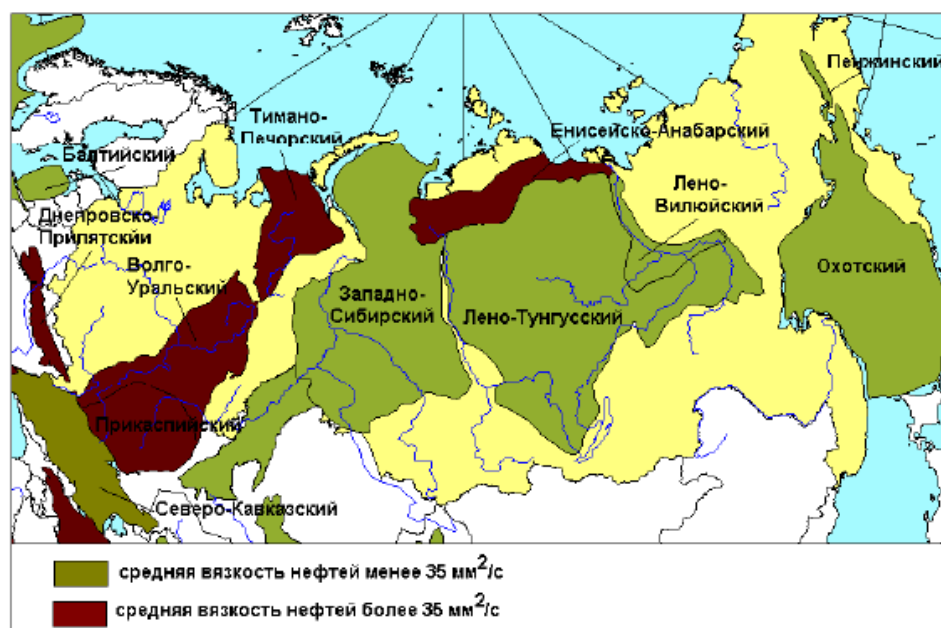 Пенжинский
Тимано-
Печорский
Енисейско-Анабарский
Балтийский
Лено-
Вилюйский
Днепровско-
Припятский
Волго-
Уральский
Охотский
Западно-
Сибирский
Лено-Тунгусский
Прикаспийский
Северо-Кавказский
средняя вязкость нефтей менее 35 мм²/с
средняя вязкость нефтей более 35 мм²/с